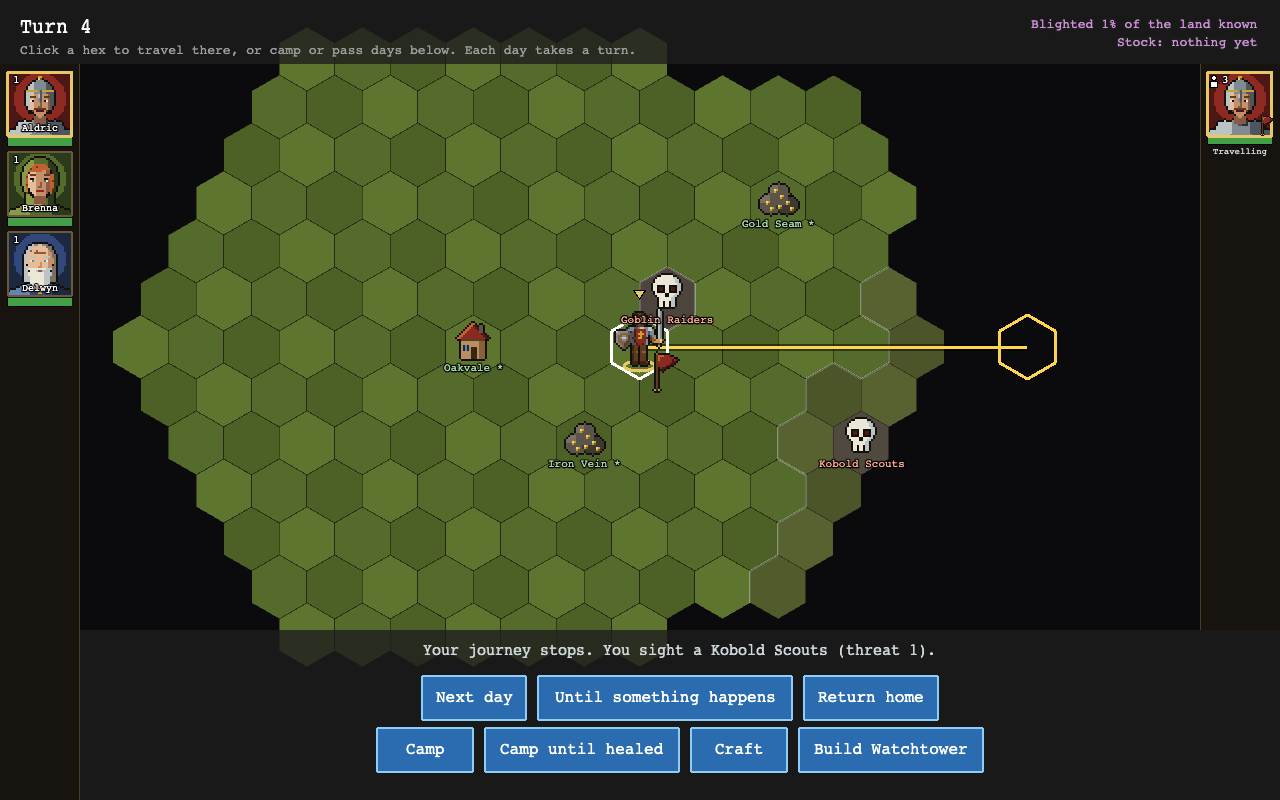 Turn 4
Click a hex to travel there, or camp or pass days below. Each day takes a turn.
Blighted 1% of the land known
Stock: nothing yet
1
Aldric
1
Brenna
1
Delwyn
3
Travelling
Gold Seam *
Goblin Raiders
Oakvale *
Iron Vein *
Kobold Scouts
Your journey stops. You sight a Kobold Scouts (threat 1).
Next day
Until something happens
Return home
Camp
Camp until healed
Craft
Build Watchtower